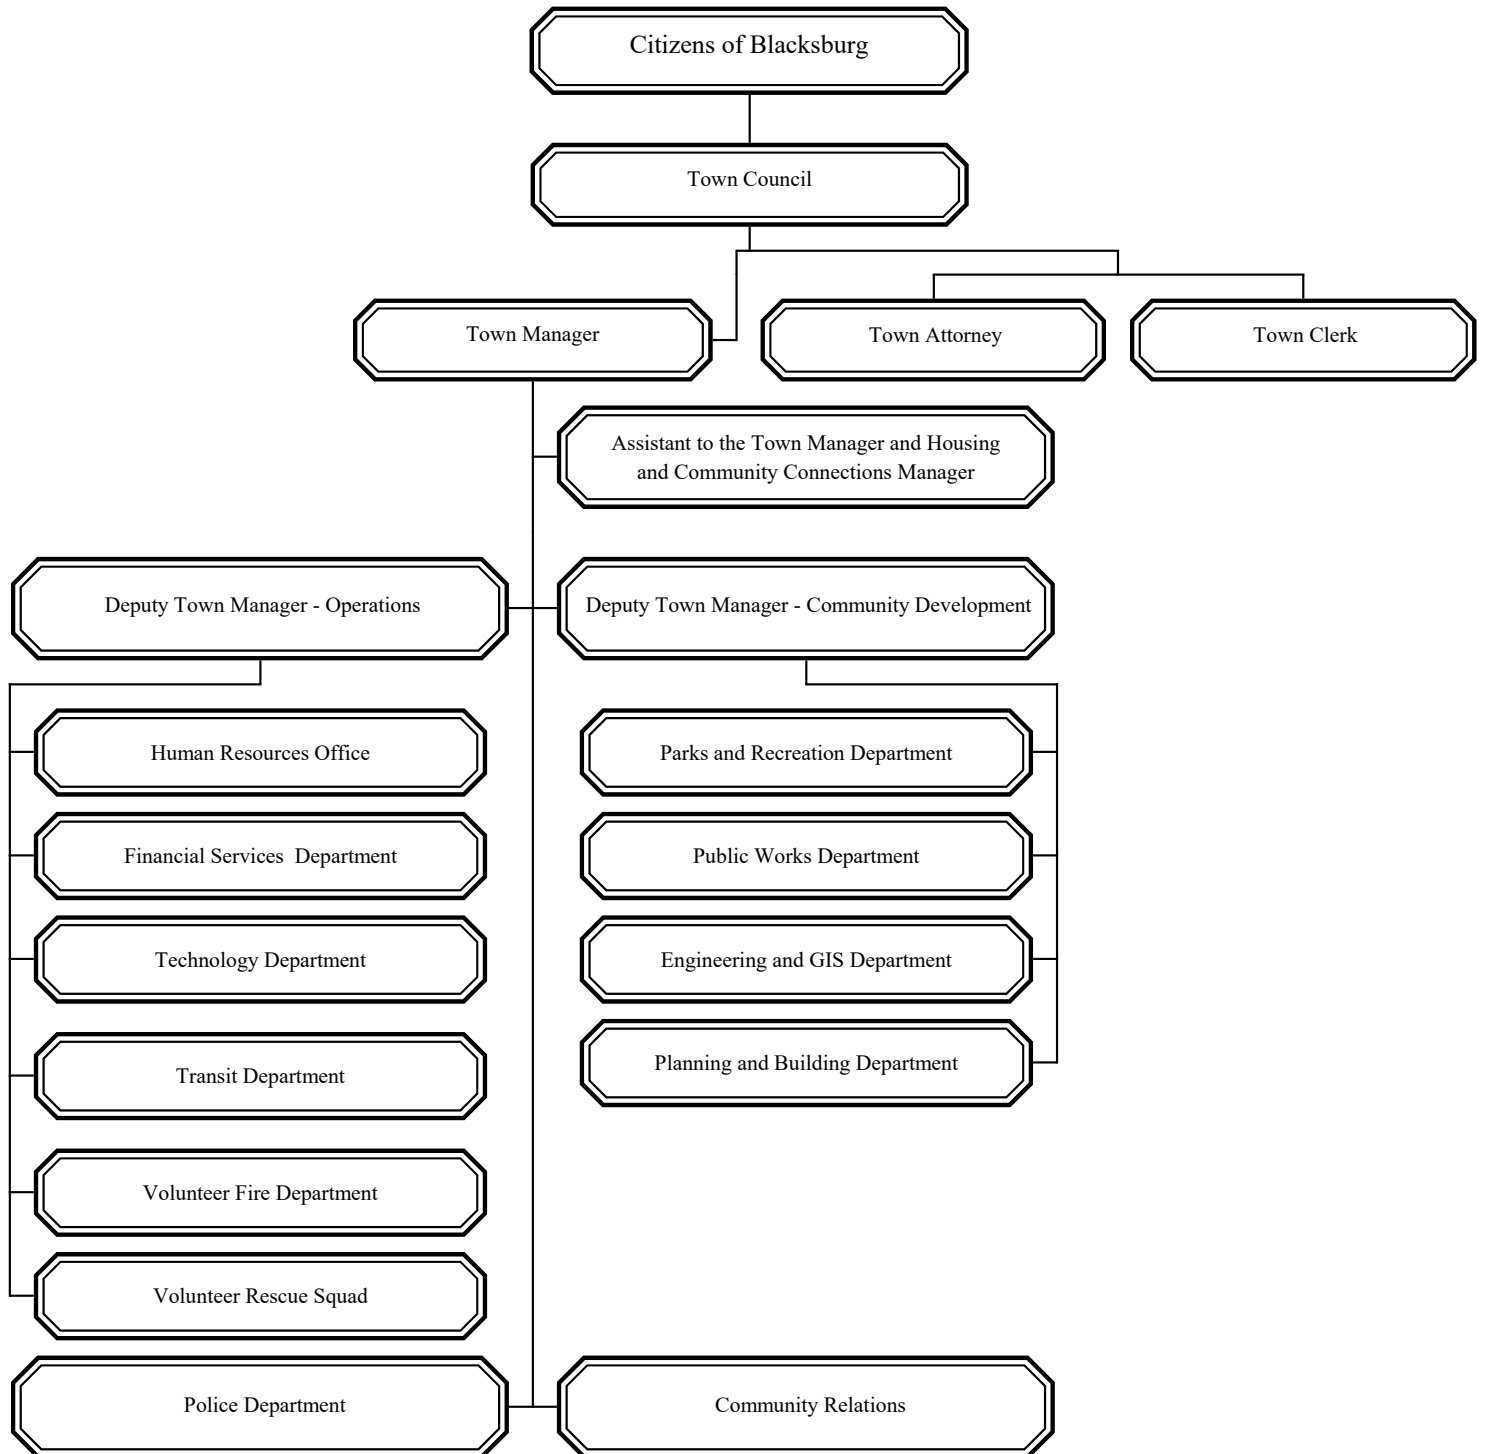 Citizens of Blacksburg
Town Council
Town Manager
Town Attorney
Town Clerk
Assistant to the Town Manager and Housing
and Community Connections Manager
Deputy Town Manager - Operations
Deputy Town Manager - Community Development
Human Resources Office
Parks and Recreation Department
Financial Services  Department
Public Works Department
Technology Department
Engineering and GIS Department
Transit Department
Planning and Building Department
Volunteer Fire Department
Volunteer Rescue Squad
Police Department
Community Relations